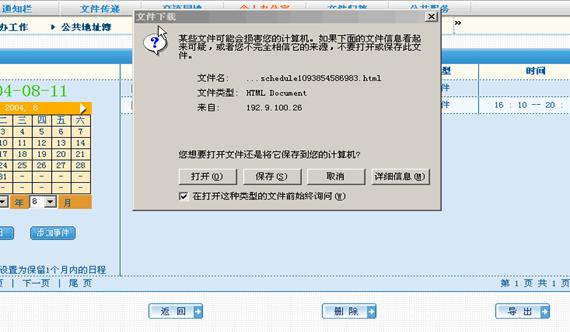 通知栏 文件传递
办工作 公共地址簿 »
04-08-11
2004, 8
二 三 四 五 六
3 4 5 6 7
10 11 12 13 14
17 18 19 20 21
24 25 26 27 28
31 - - - -
年 8 月
添加事件
设置为保留1个月内的日程
页 | 下一页 | 尾 页
文件下载
某些文件可能会损害您的计算机。如果下面的文件信息看起
来可疑，或者您不完全相信它的来源，不要打开或保存此文
件。
文件名: ...schedule1093854586983.html
文件类型: HTML Document
来自: 192.9.100.26
您想要打开文件还是将它保存到您的计算机?
打开(O) 保存(S) 取消 详细信息(M)
在打开这种类型的文件前始终询问(W)
型 时间
件
件 16 : 10 -- 20 :
第 1 页 共 1 页
返 回 删 除 导 出